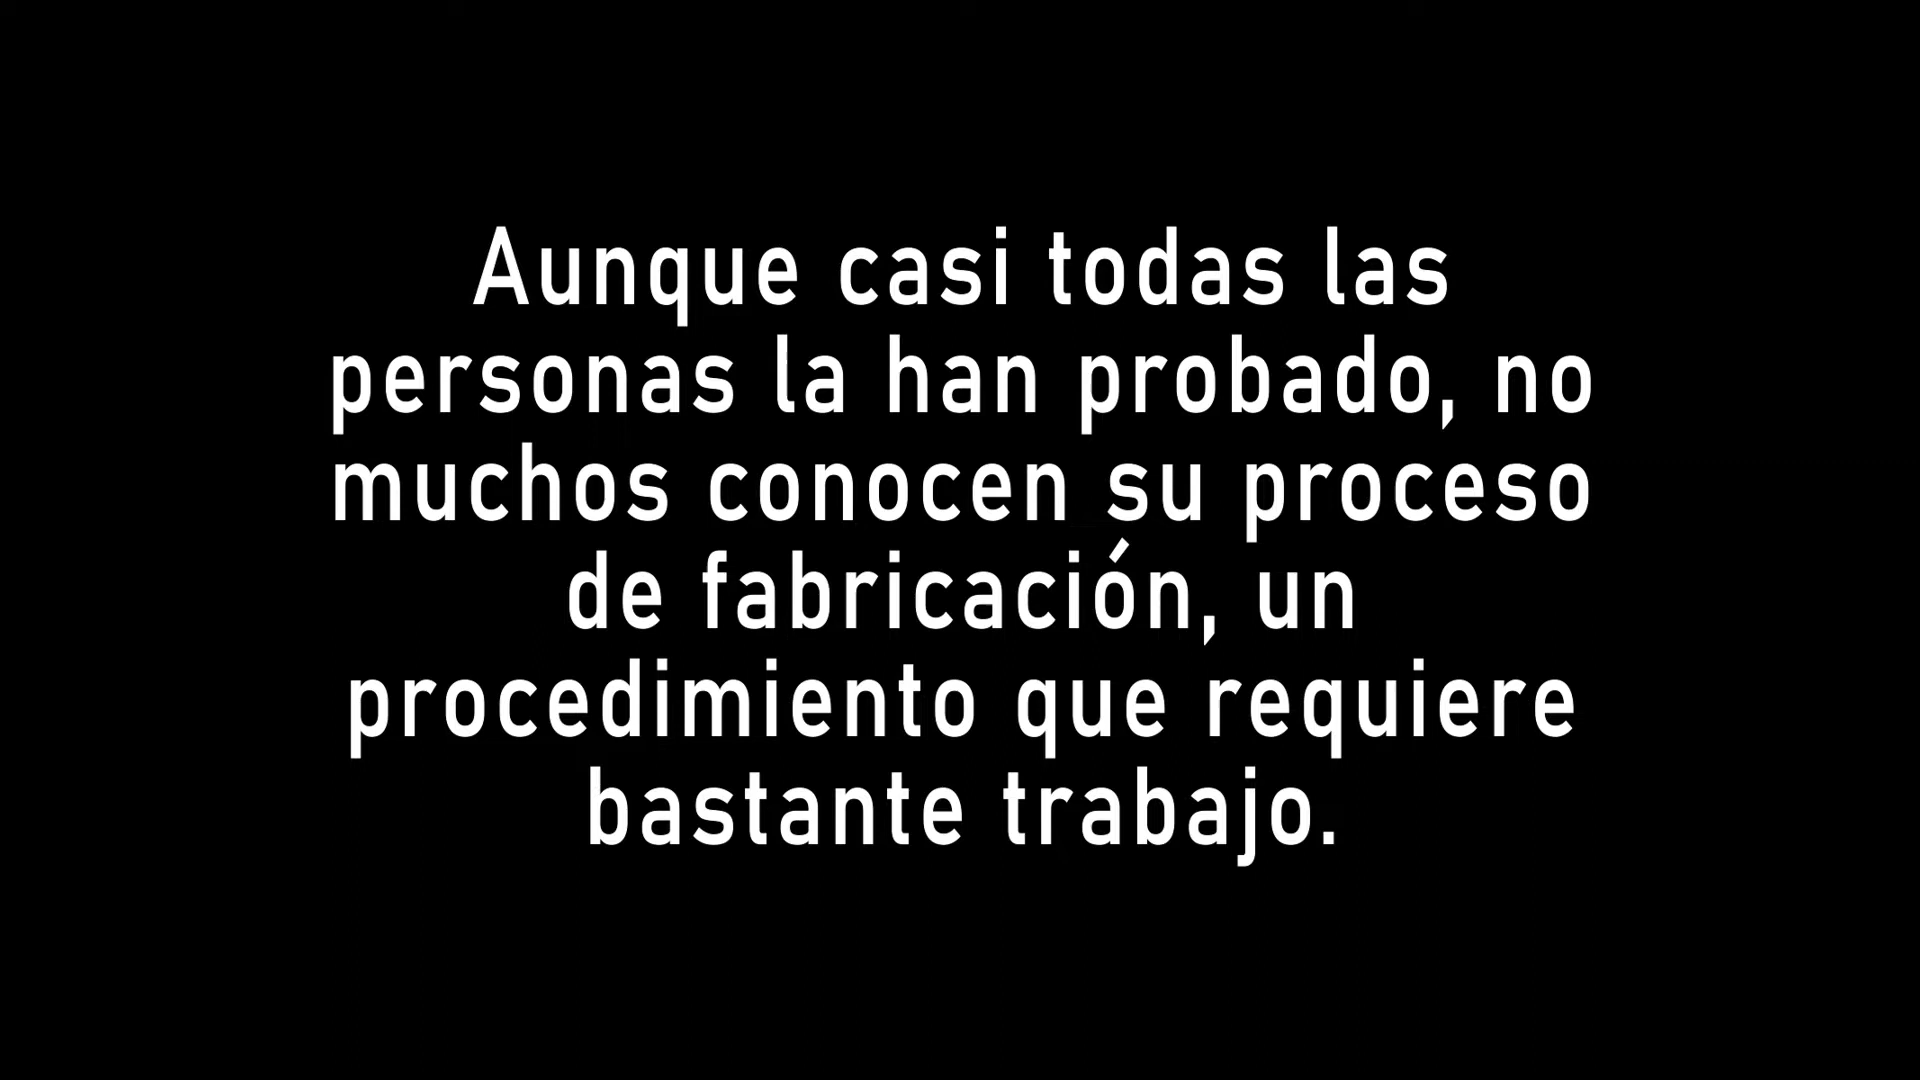 Aunque casi todas las
personas la han probado, no
muchos conocen su proceso
de fabricación, un
procedimiento que requiere
bastante trabajo.